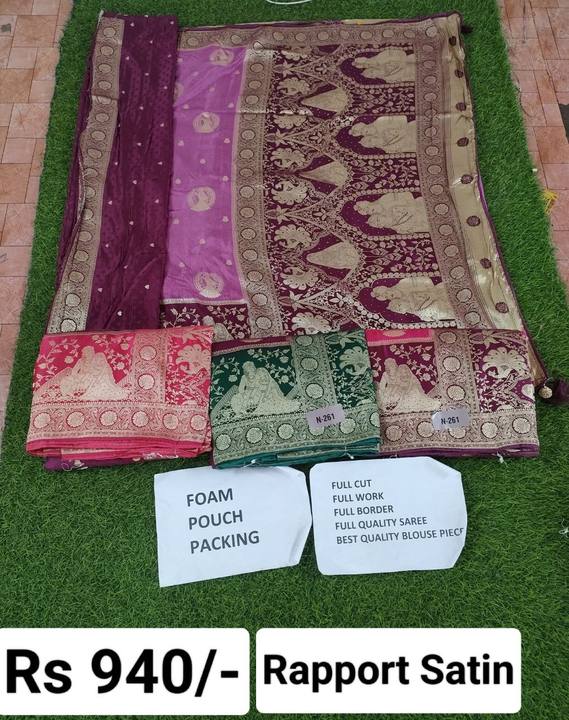 N-261
N-261
FOAM
POUCH
PACKING
FULL CUT
FULL WORK
FULL BORDER
FULL QUALITY SAREE
BEST QUALITY BLOUSE PIECE
Rs 940/-
Rapport Satin